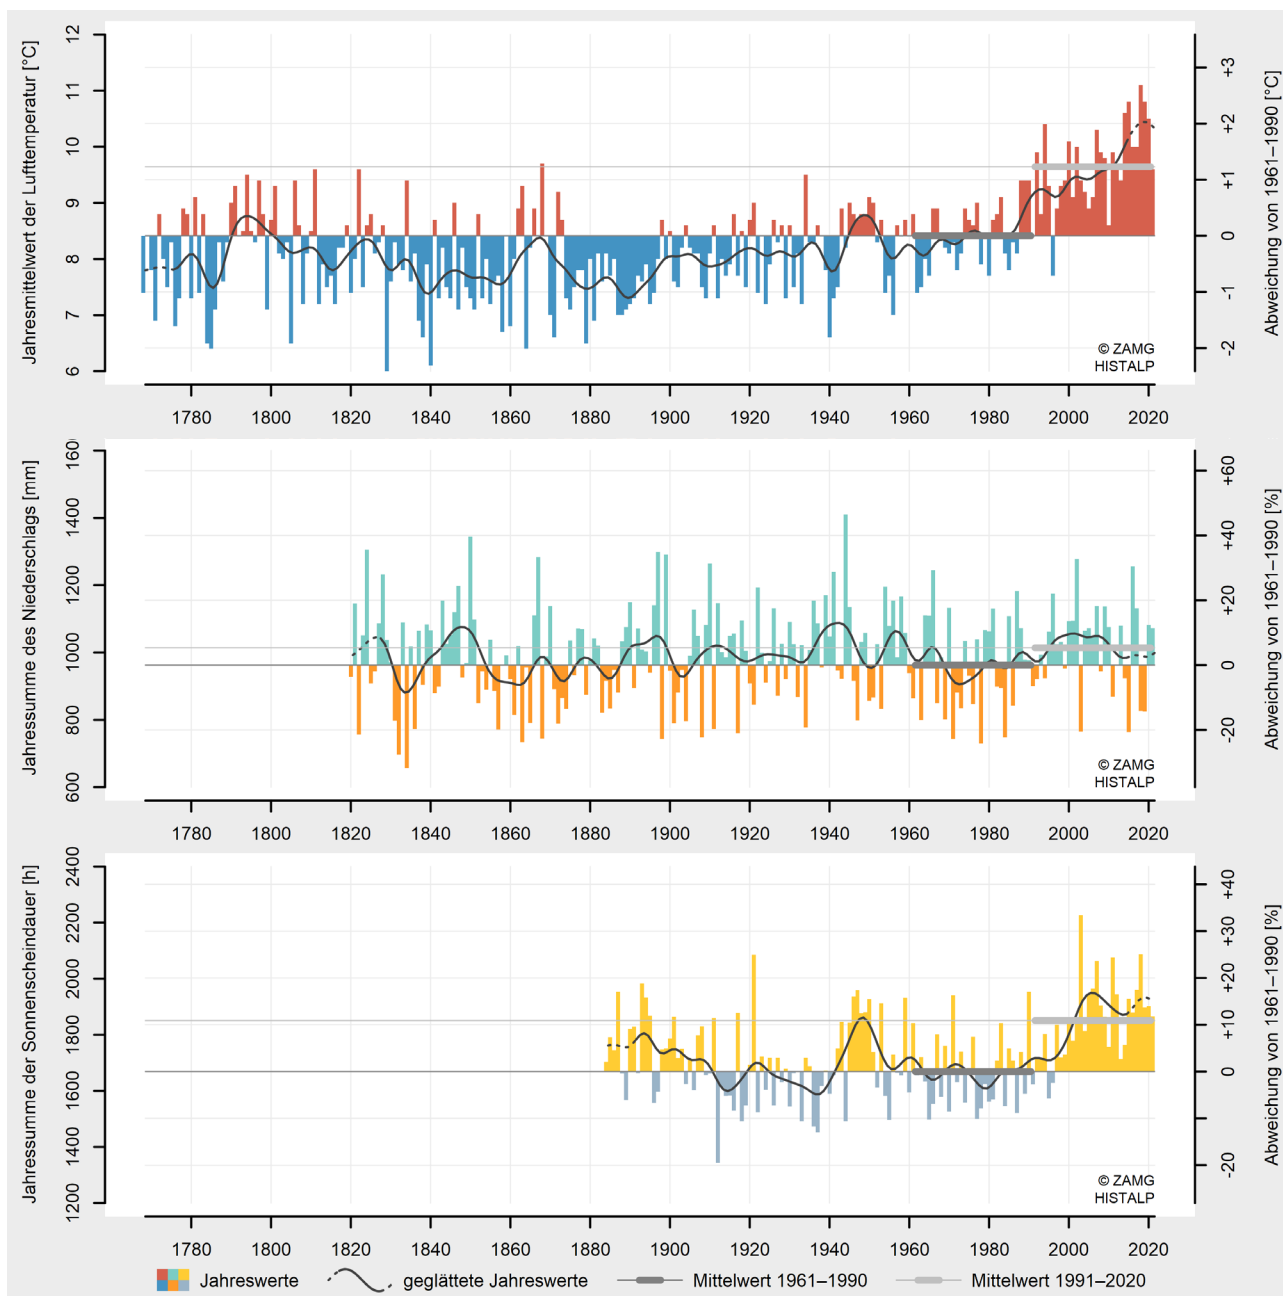 Jahresmittelwert der Lufttemperatur [°C]
12
11
10
9
8
7
6
+3
+2
+1
0
-1
-2
Abweichung von 1961–1990 [°C]
© ZAMG
HISTALP
1780 1800 1820 1840 1860 1880 1900 1920 1940 1960 1980 2000 2020
Jahressumme des Niederschlags [mm]
160
1400
1200
1000
800
600
+60
+40
+20
0
-20
Abweichung von 1961–1990 [%]
© ZAMG
HISTALP
1780 1800 1820 1840 1860 1880 1900 1920 1940 1960 1980 2000 2020
Jahressumme der Sonnenscheindauer [h]
2400
2200
2000
1800
1600
1400
1200
+40
+30
+20
+10
0
-20
Abweichung von 1961–1990 [%]
© ZAMG
HISTALP
1780 1800 1820 1840 1860 1880 1900 1920 1940 1960 1980 2000 2020
Jahreswerte geglättete Jahreswerte Mittelwert 1961–1990 Mittelwert 1991–2020